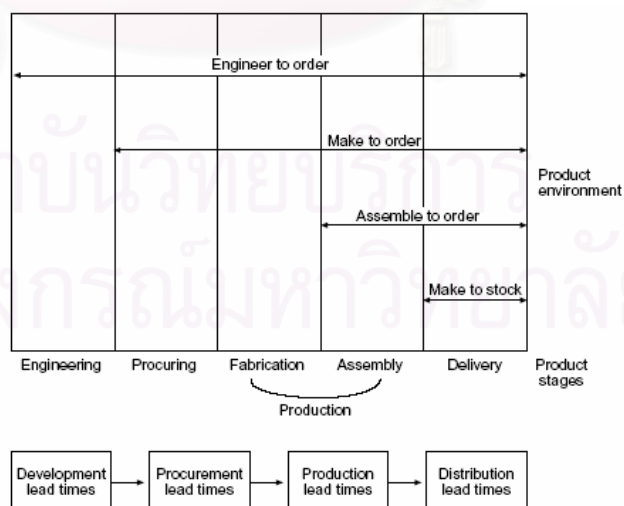 Engineer to order
Make to order
Product
environment
Assemble to order
Make to stock
Engineering Procuring Fabrication Assembly Delivery Product
stages
Production
Development
lead times
Procurement
lead times
Production
lead times
Distribution
lead times